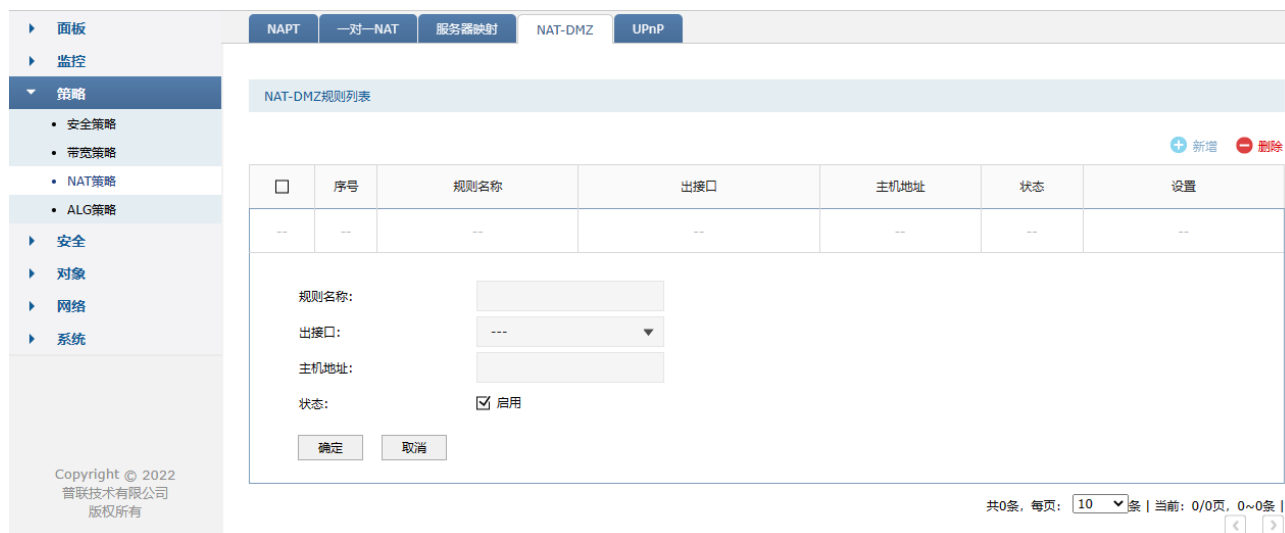 面板
监控
策略
安全策略
带宽策略
NAT策略
ALG策略
安全
对象
网络
系统
Copyright © 2022
普联技术有限公司
版权所有
NAPT 一对一NAT 服务器映射 NAT-DMZ UPnP
NAT-DMZ规则列表
新增 删除
序号 规则名称 出接口 主机地址 状态 设置
-- -- -- -- -- -- --
规则名称:
出接口: ---
主机地址:
状态: 启用
确定 取消
共0条, 每页: 10 条 | 当前: 0/0页, 0~0条 |